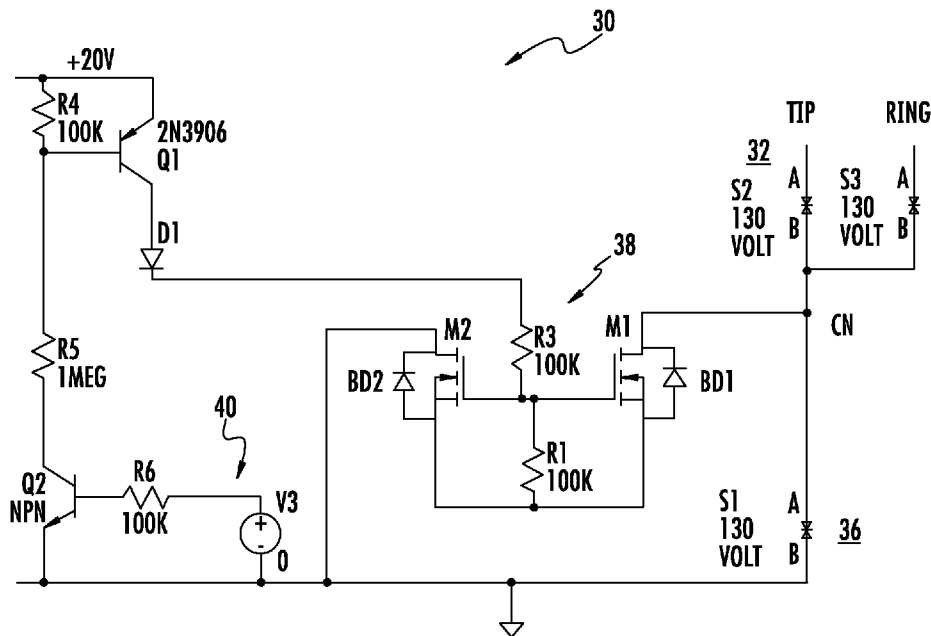 30
+20V
R4
100K
2N3906
Q1
TIP
RING
32
A
S2
130
VOLT
B
A
S3
130
VOLT
B
D1
38
CN
M2
R3
100K
M1
BD2
BD1
R5
1MEG
40
R1
100K
Q2
NPN
R6
100K
V3
+
-
0
S1
130
VOLT
A
B
36